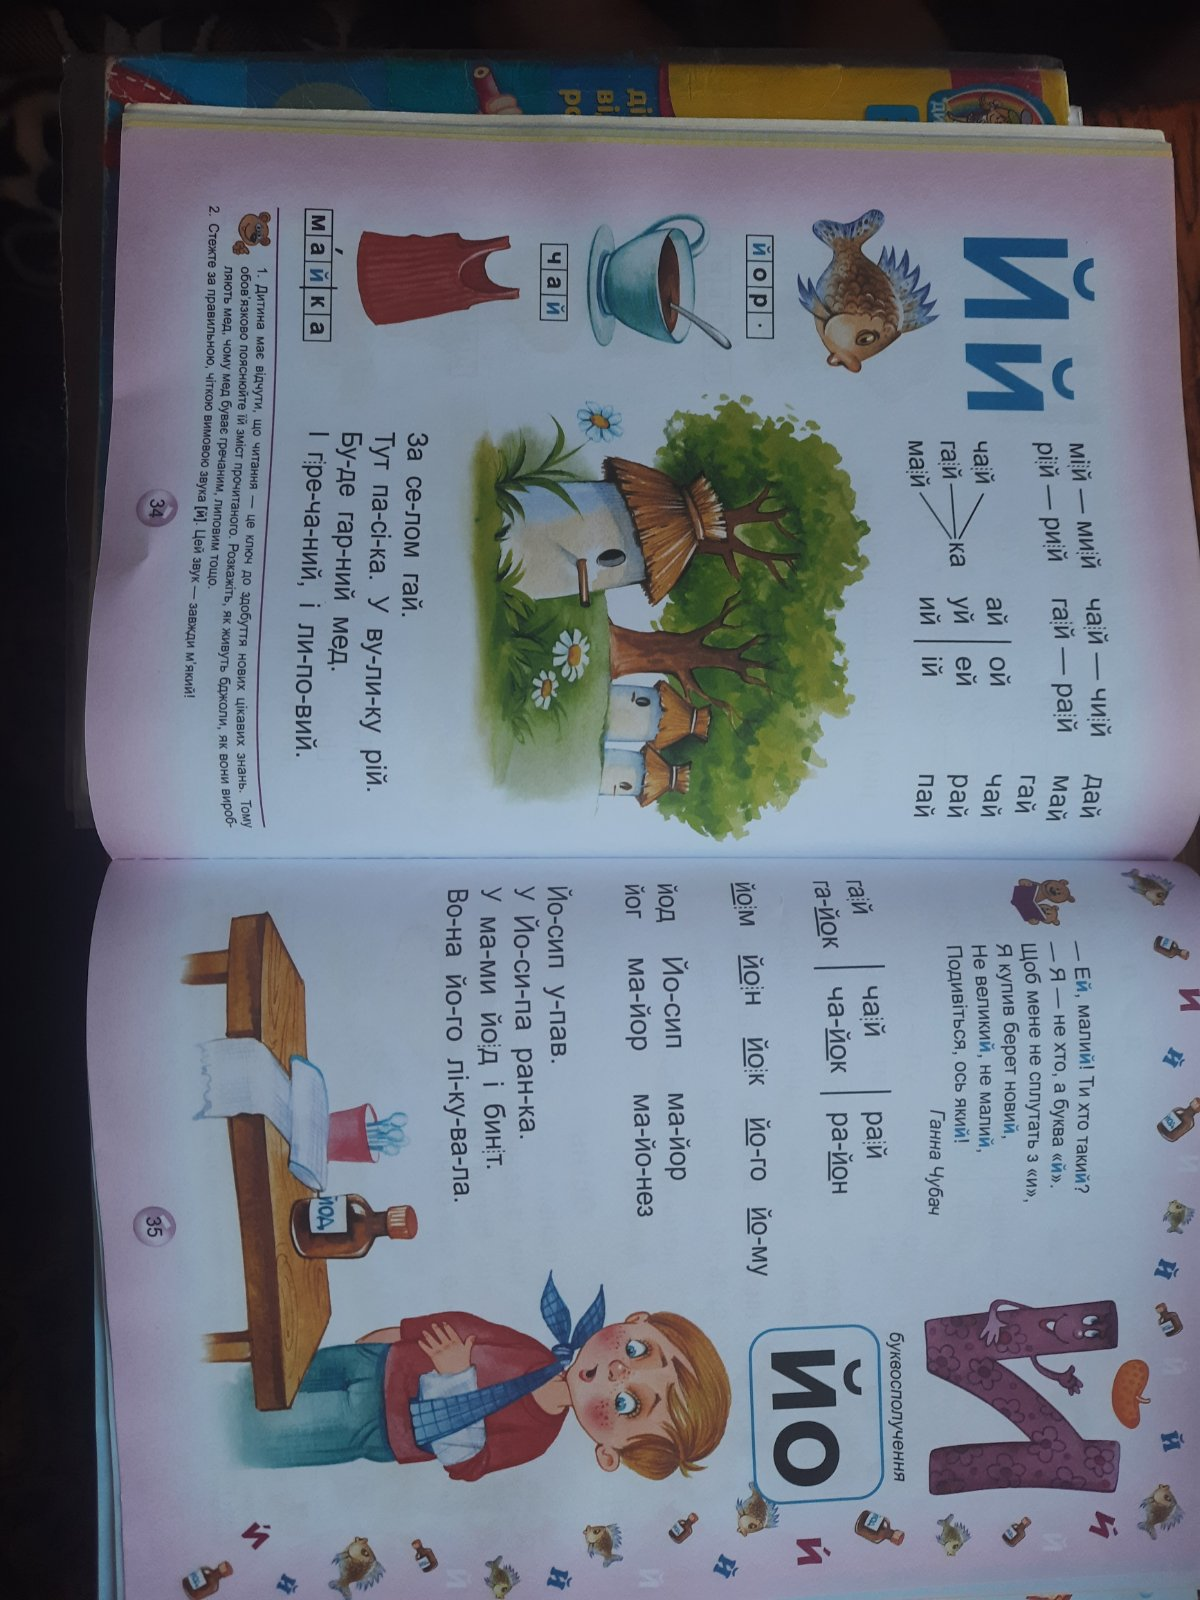 Й й
йор.
чай
ма́йка
мій — мий чай — чий дай
рій — рий гай — рай май
гай
чай ай | ой чай
гай ка уй | ей рай
май ий | ій пай
За се-лом гай.
Тут па-сі-ка. У ву-ли-ку рій.
Бу-де гар-ний мед.
І гре-ча-ний, і ли-по-вий.
1. Дитина має відчути, що читання — це ключ до здобуття нових цікавих знань. Тому
обов'язково пояснюйте їй зміст прочитаного. Розкажіть, як живуть бджоли, як вони вироб-
ляють мед, чому мед буває гречаним, липовим тощо.
2. Стежте за правильною, чіткою вимовою звука [й]. Цей звук — завжди м'який!
34
— Ей, малий! Ти хто такий?
— Я — не хто, а буква «й».
Щоб мене не сплутать з «и»,
Я купив берет новий,
Не великий, не малий,
Подивіться, ось який!
Ганна Чубач
гай | чай | рай
га-йок | ча-йок | ра-йон
буквосполучення
йо
йом йон йок йо-го йо-му
йод Йо-сип ма-йор
йог ма-йор ма-йо-нез
Йо-сип у-пав.
У Йо-си-па ран-ка.
У ма-ми йод і бинт.
Во-на йо-го лі-ку-ва-ла.
йод
35